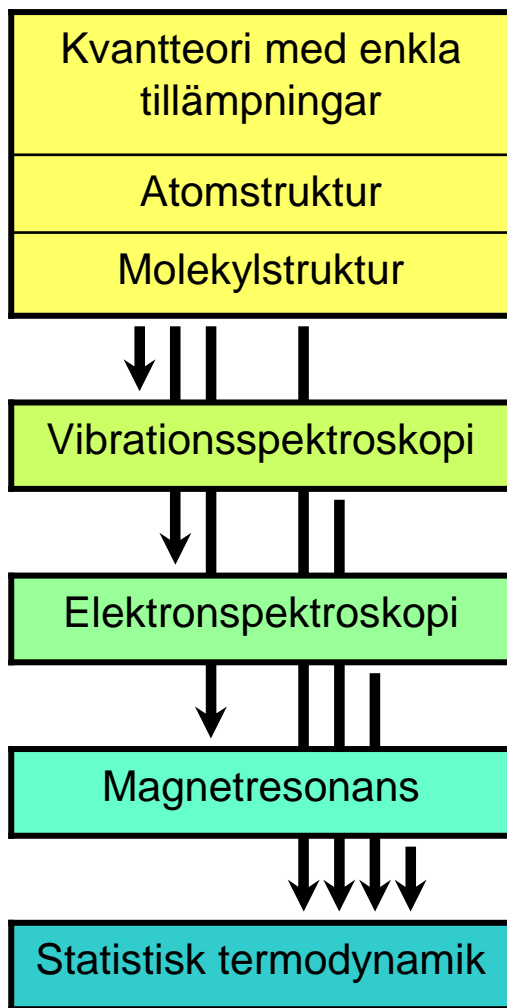 Kvantteori med enkla
tillämpningar
Atomstruktur
Molekylstruktur
Vibrationsspektroskopi
Elektronspektroskopi
Magnetresonans
Statistisk termodynamik